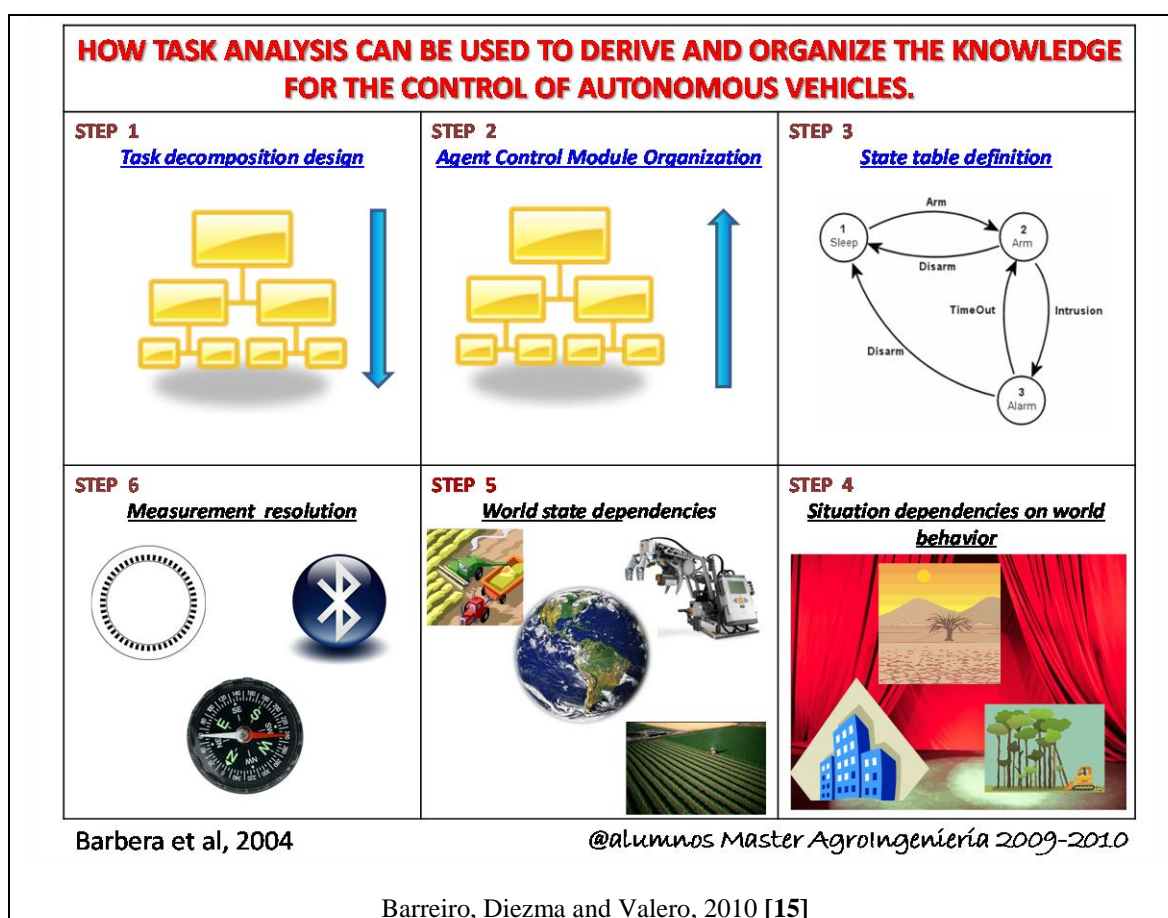 HOW TASK ANALYSIS CAN BE USED TO DERIVE AND ORGANIZE THE KNOWLEDGE
FOR THE CONTROL OF AUTONOMOUS VEHICLES.
STEP 1
Task decomposition design
STEP 2
Agent Control Module Organization
STEP 3
State table definition
Arm
1
Sleep
2
Arm
Disarm
TimeOut
Intrusion
Disarm
3
Alarm
STEP 6
Measurement resolution
STEP 5
World state dependencies
STEP 4
Situation dependencies on world
behavior
SE
S
E
W
NE
N
NW
Barbera et al, 2004
@alumnos Master AgroIngeniería 2009-2010
Barreiro, Diezma and Valero, 2010 [15]